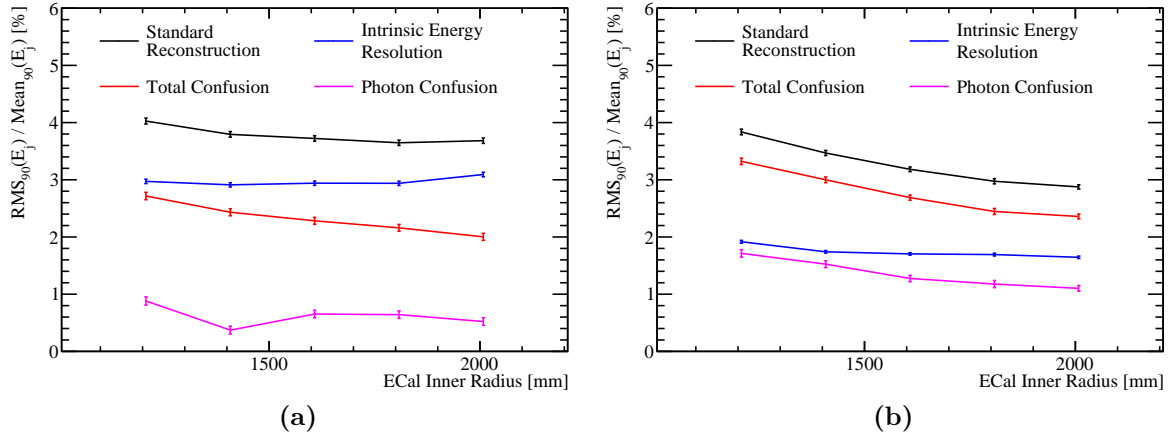 RMS90(Ej) / Mean90(Ej) [%]
6
5
4
3
2
1
0
Standard
Reconstruction
Intrinsic Energy
Resolution
Total Confusion
Photon Confusion
1500
2000
ECal Inner Radius [mm]
(a)
RMS90(Ej) / Mean90(Ej) [%]
6
5
4
3
2
1
0
Standard
Reconstruction
Intrinsic Energy
Resolution
Total Confusion
Photon Confusion
1500
2000
ECal Inner Radius [mm]
(b)